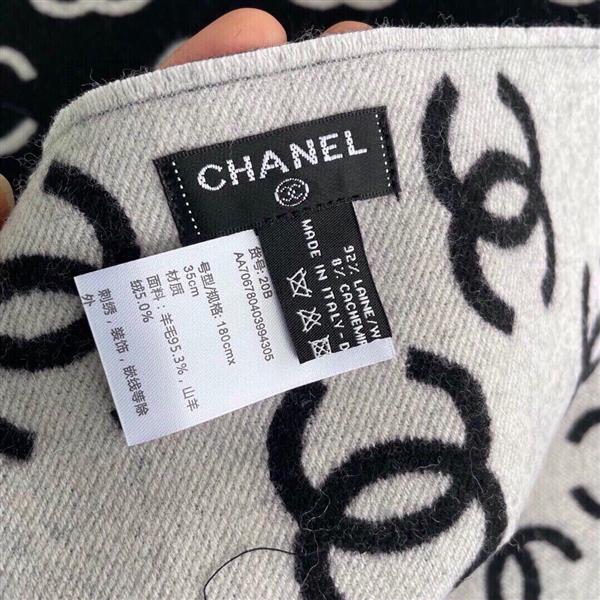 CHANEL
92% LAINE/W
8% CACHEMI
MADE IN ITALY-D
货号: 20B
AA706780403994305
号型/规格: 180cmx
35cm
面料: 羊毛95.3%, 山羊
绒5.0%
刺绣, 装饰, 嵌线等除
外